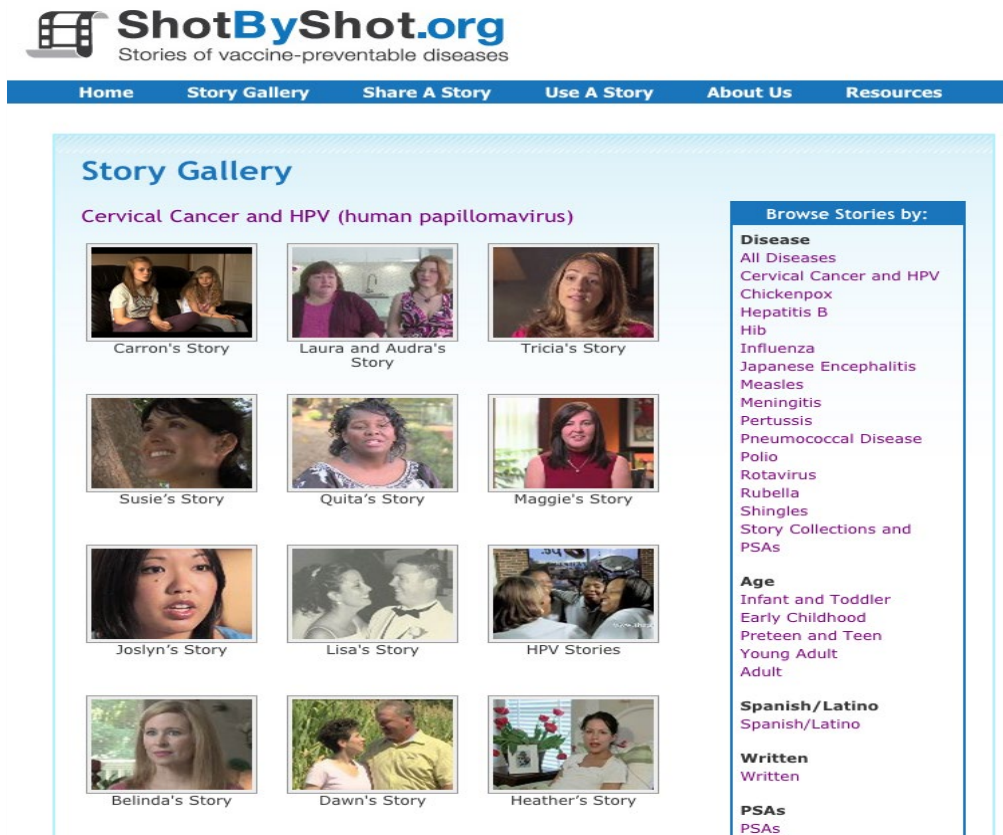 ShotByShot.org
Stories of vaccine-preventable diseases
Home Story Gallery Share A Story Use A Story About Us Resources
Story Gallery
Cervical Cancer and HPV (human papillomavirus)
Carron's Story
Laura and Audra's
Story
Tricia's Story
Susie’s Story
Quita’s Story
Maggie's Story
Joslyn’s Story
Lisa's Story
HPV Stories
Belinda's Story
Dawn's Story
Heather’s Story
Browse Stories by:
Disease
All Diseases
Cervical Cancer and HPV
Chickenpox
Hepatitis B
Hib
Influenza
Japanese Encephalitis
Measles
Meningitis
Pertussis
Pneumococcal Disease
Polio
Rotavirus
Rubella
Shingles
Story Collections and
PSAs
Age
Infant and Toddler
Early Childhood
Preteen and Teen
Young Adult
Adult
Spanish/Latino
Spanish/Latino
Written
Written
PSAs
PSAs